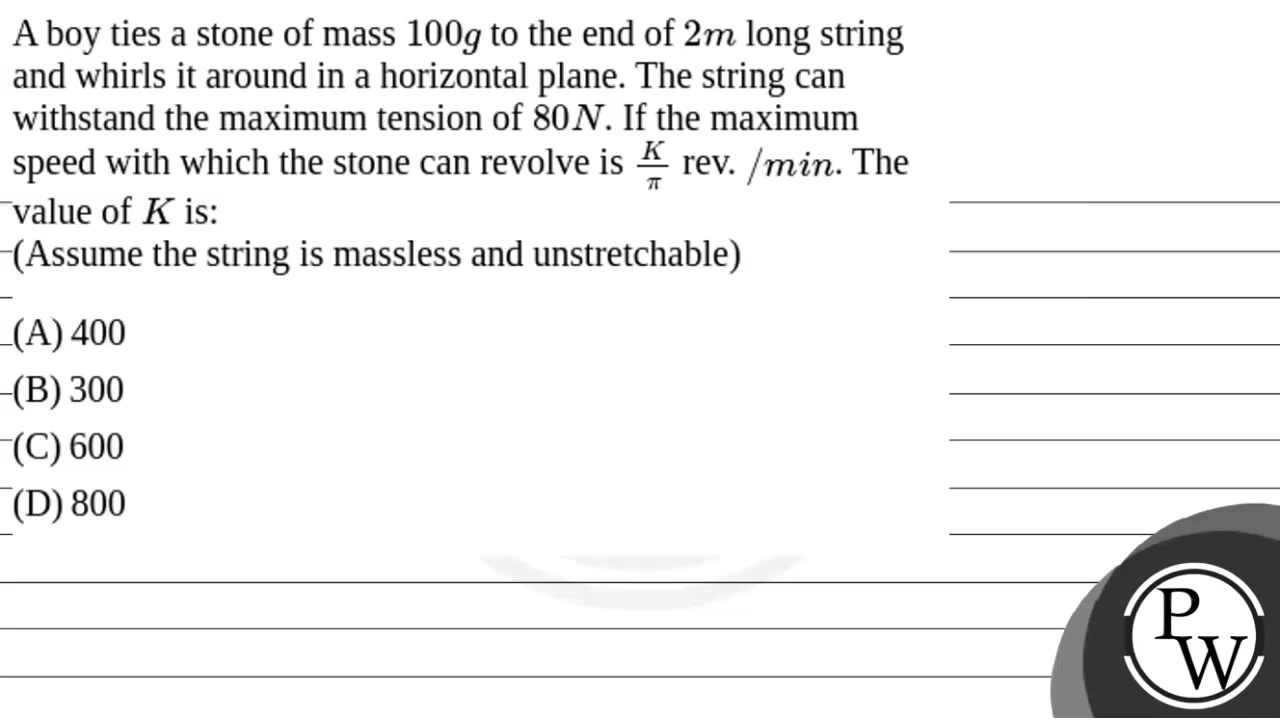 A boy ties a stone of mass 100g to the end of 2m long string
and whirls it around in a horizontal plane. The string can
withstand the maximum tension of 80N. If the maximum
speed with which the stone can revolve is K/π rev. /min. The
value of K is:
(Assume the string is massless and unstretchable)
(A) 400
(B) 300
(C) 600
(D) 800
PW